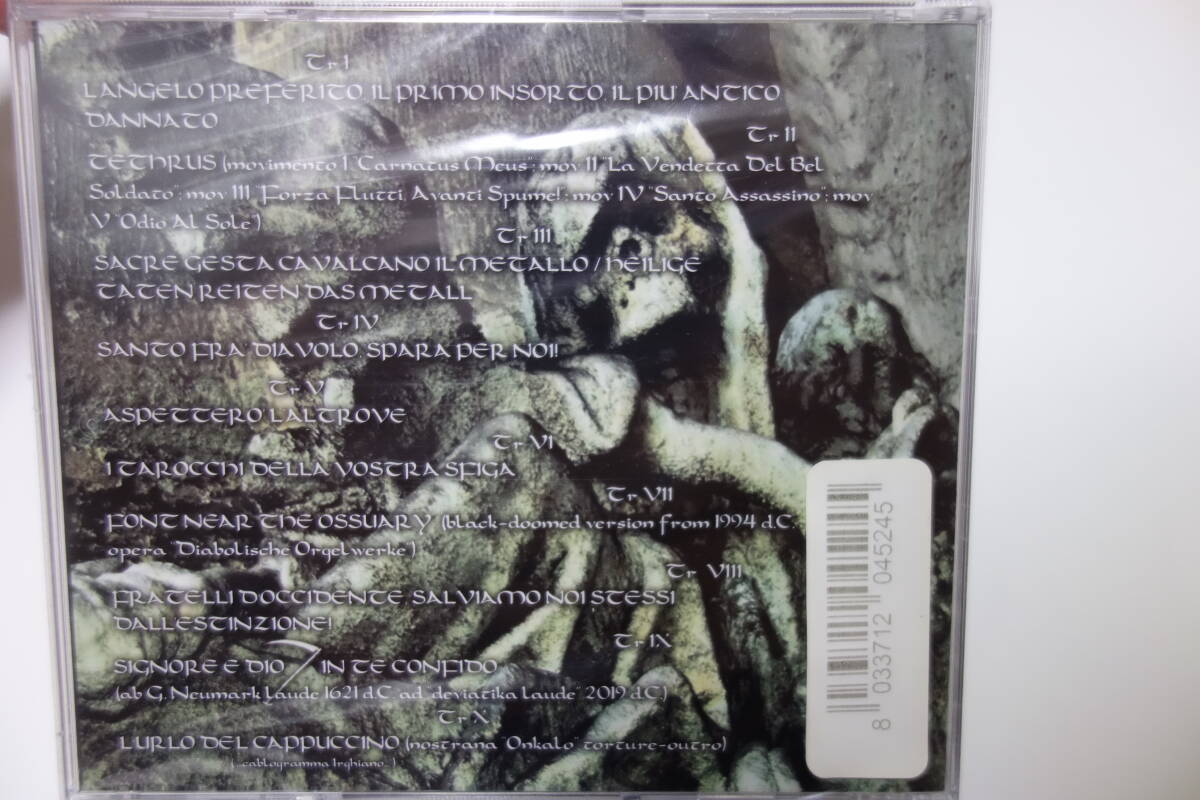 Tr I
L'ANGELO PREFERITO, IL PRIMO INSORTO, IL PIU' ANTICO
DANNATO
Tr II
TETHRUS (movimento I "Carnatus Meus"; mov II "La Vendetta Del Bel
Soldato"; mov III "Forza Flutti, Avanti Spume!"; mov IV "Santo Assassino"; mov
V "Odio Al Sole")
Tr III
SACRE GESTA CAVALCANO IL METALLO / HEILIGE
TATEN REITEN DAS METALL
Tr IV
SANTO FRA' DIAVOLO, SPARA PER NOI!
Tr V
ASPETTERO' L'ALTROVE
Tr VI
I TAROCCHI DELLA VOSTRA SFIGA
Tr VII
FONT NEAR THE OSSUARY (black-doomed version from 1994 d.C.
opera "Diabolische Orgelwerke")
Tr VIII
FRATELLI D'OCCIDENTE, SALVIAMO NOI STESSI
DALL'ESTINZIONE!
Tr IX
SIGNORE E DIO IN TE CONFIDO
(ab G. Neumark Laude 1621 d.C. ad "deviatika laude" 2019 d.C.)
Tr X
L'URLO DEL CAPPUCCINO (nostrana "Onkalo" torture-outro)
(...cablogramma Irghiano...)
8 033712 045245